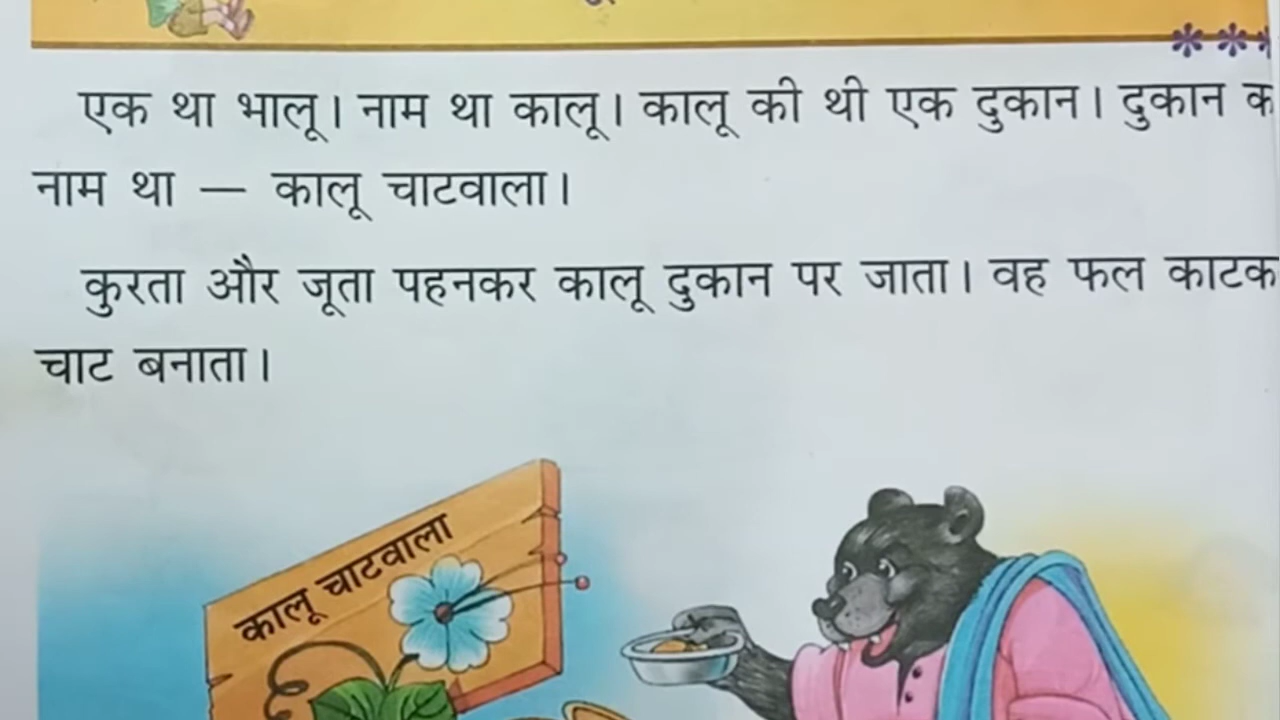 एक था भालू। नाम था कालू। कालू की थी एक दुकान। दुकान
नाम था — कालू चाटवाला।
कुरता और जूता पहनकर कालू दुकान पर जाता। वह फल
चाट बनाता।
कालू चाटवाला